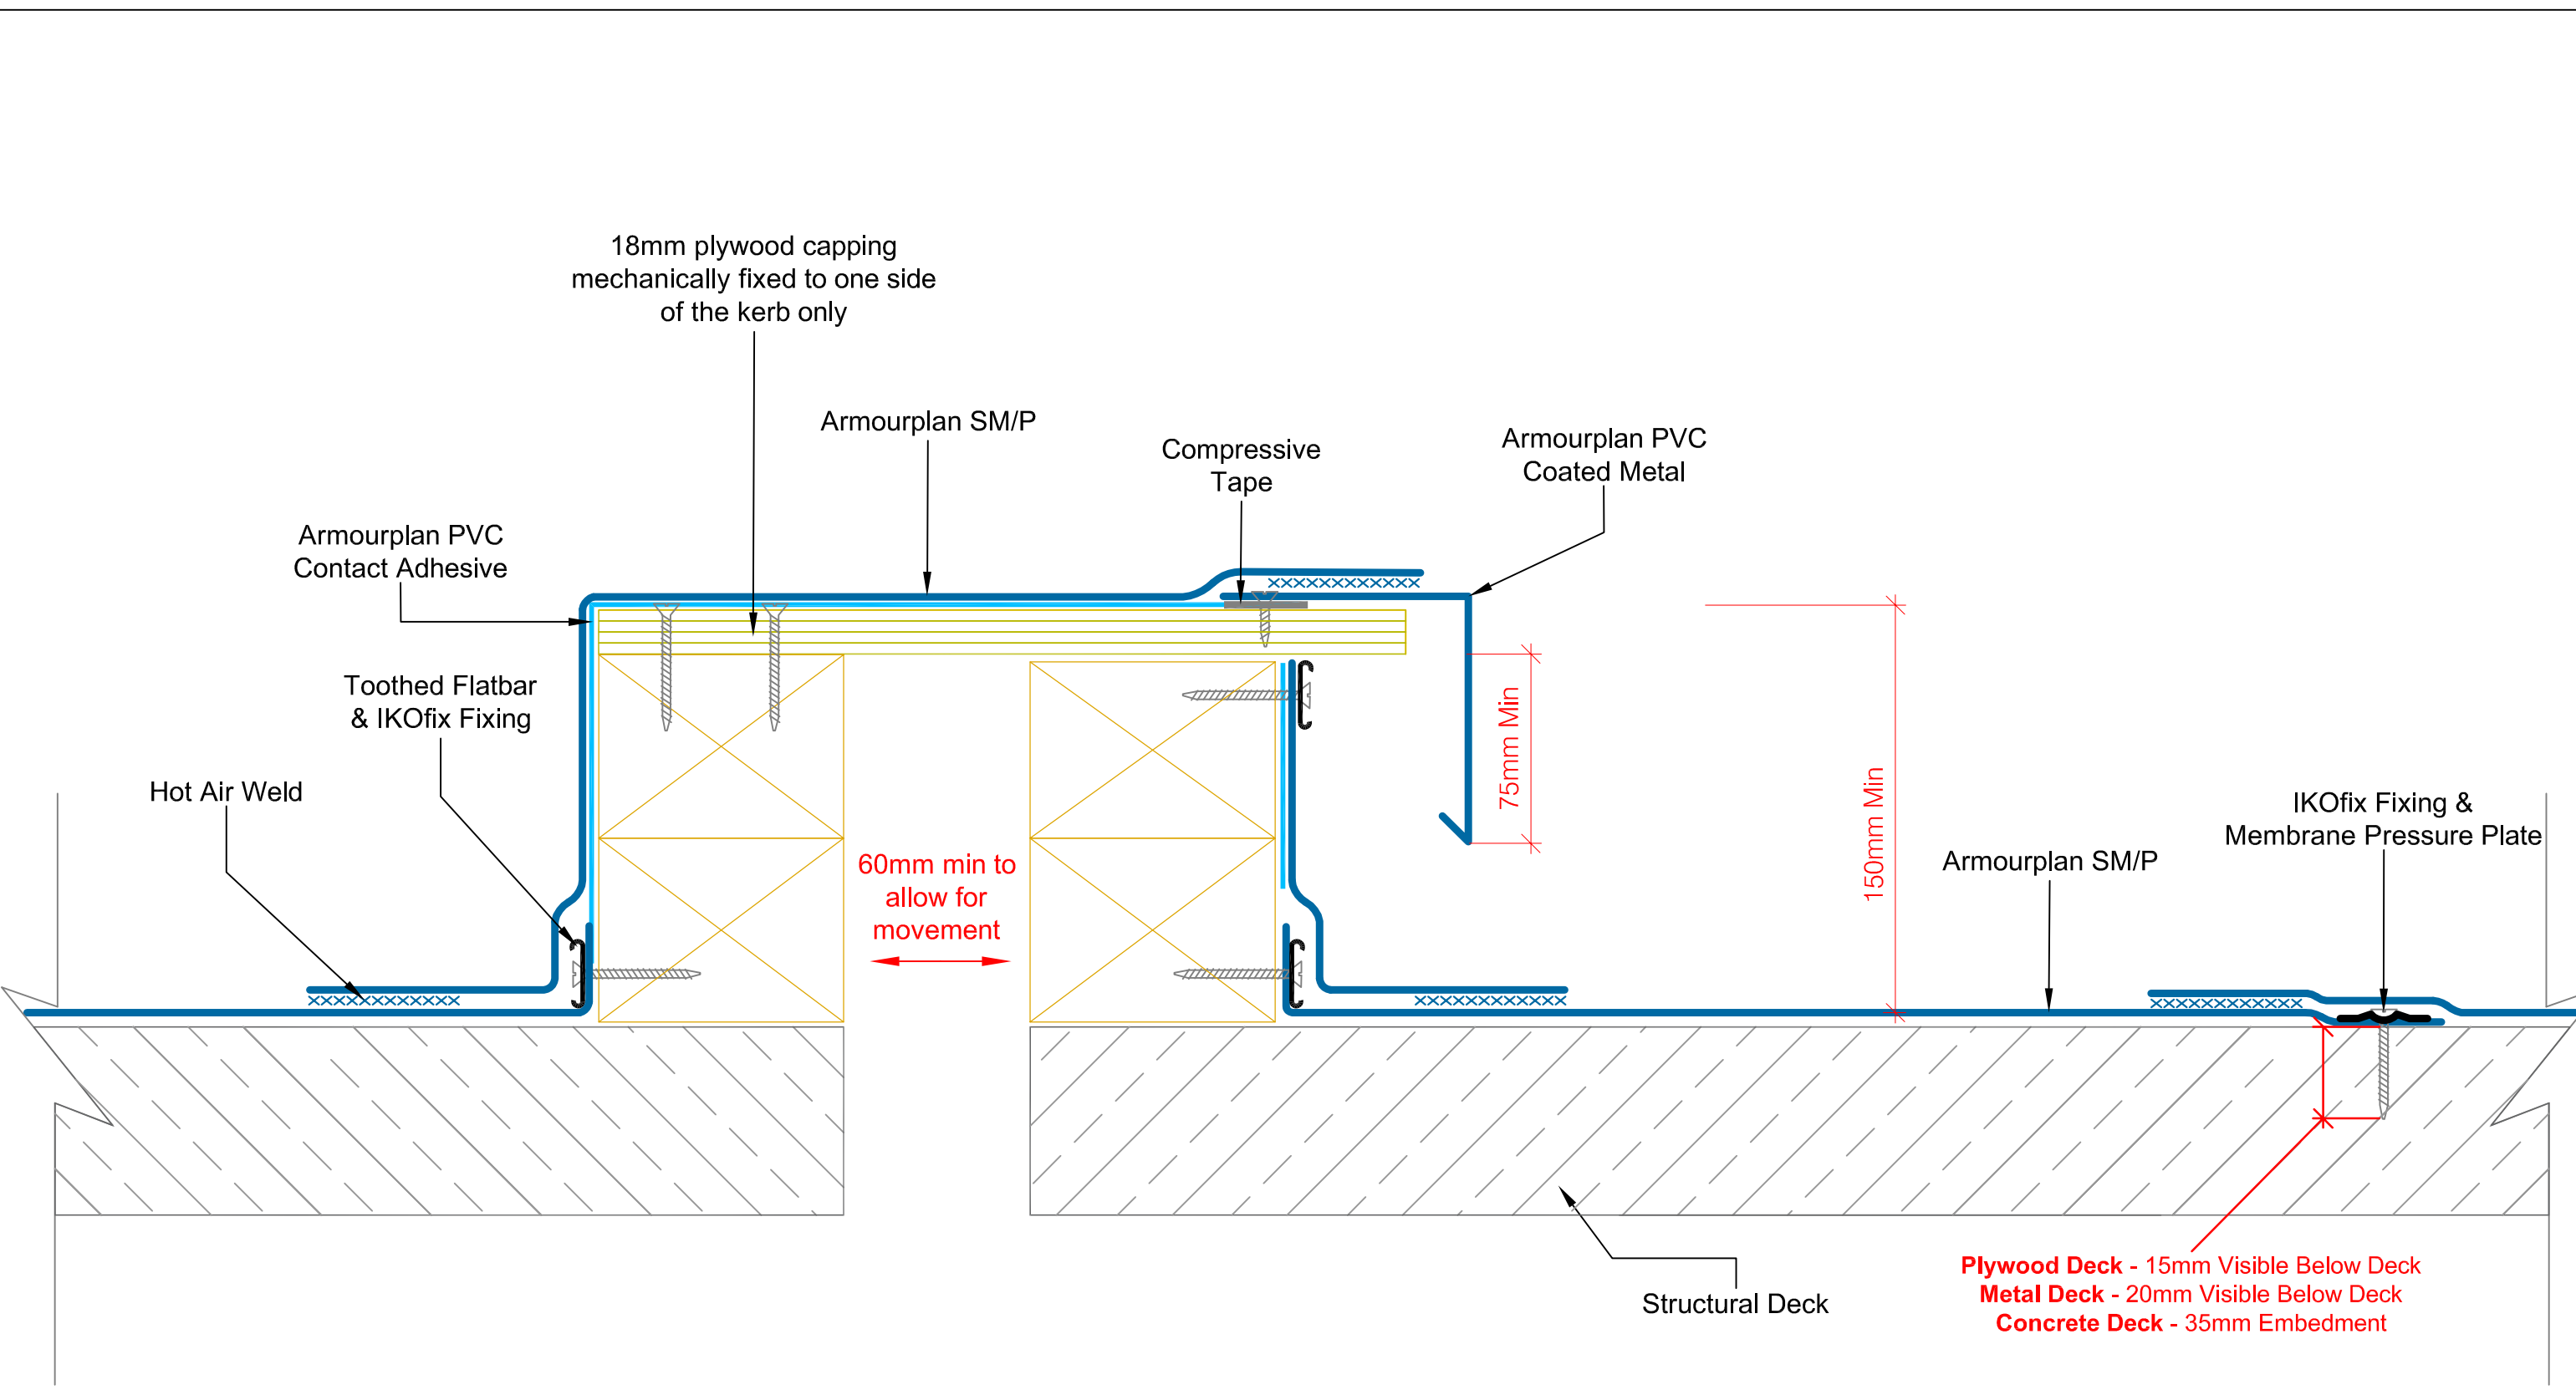 18mm plywood capping
mechanically fixed to one side
of the kerb only
Armourplan SM/P
Compressive
Tape
Armourplan PVC
Coated Metal
Armourplan PVC
Contact Adhesive
Toothed Flatbar
& IKOfix Fixing
Hot Air Weld
60mm min to
allow for
movement
75mm Min
150mm Min
Armourplan SM/P
IKOfix Fixing &
Membrane Pressure Plate
Structural Deck
Plywood Deck - 15mm Visible Below Deck
Metal Deck - 20mm Visible Below Deck
Concrete Deck - 35mm Embedment